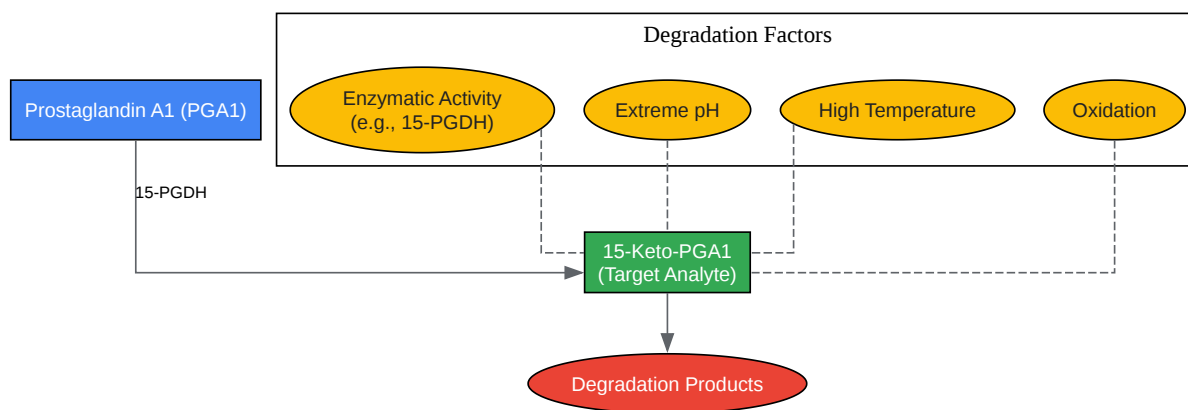 Degradation Factors
Prostaglandin A1 (PGA1)
Enzymatic Activity
(e.g., 15-PGDH)
Extreme pH
High Temperature
Oxidation
15-PGDH
15-Keto-PGA1
(Target Analyte)
Degradation Products